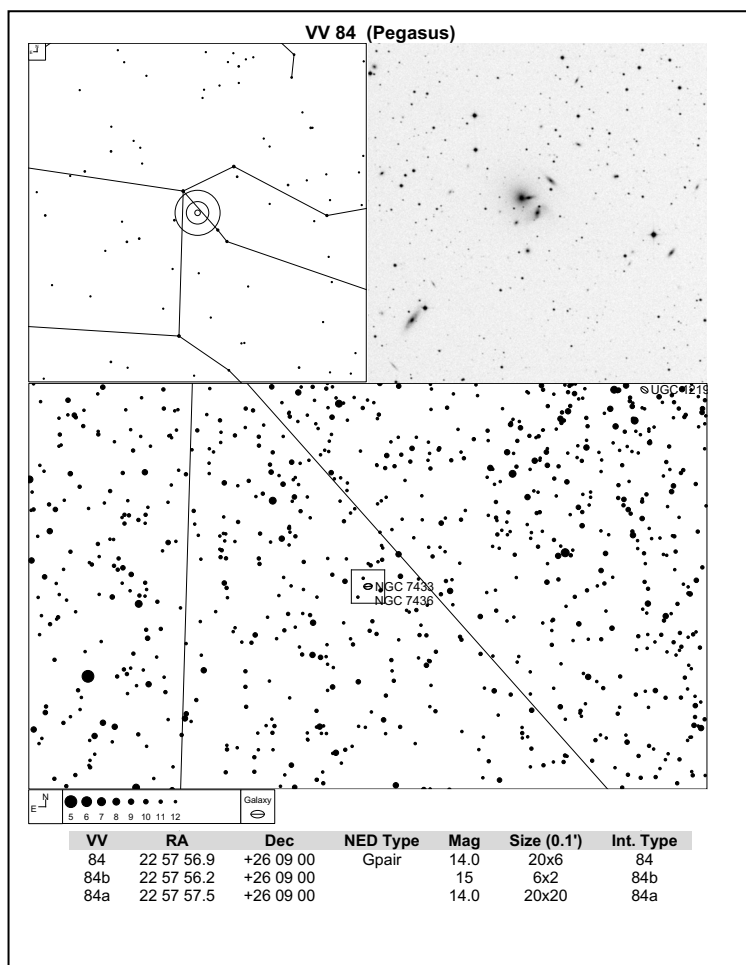 VV 84 (Pegasus)
UGC 1219
NGC 7433
NGC 7436
N
E
5 6 7 8 9 10 11 12
Galaxy
VV RA Dec NED Type Mag Size (0.1') Int. Type
84 22 57 56.9 +26 09 00 Gpair 14.0 20x6 84
84b 22 57 56.2 +26 09 00 15 6x2 84b
84a 22 57 57.5 +26 09 00 14.0 20x20 84a